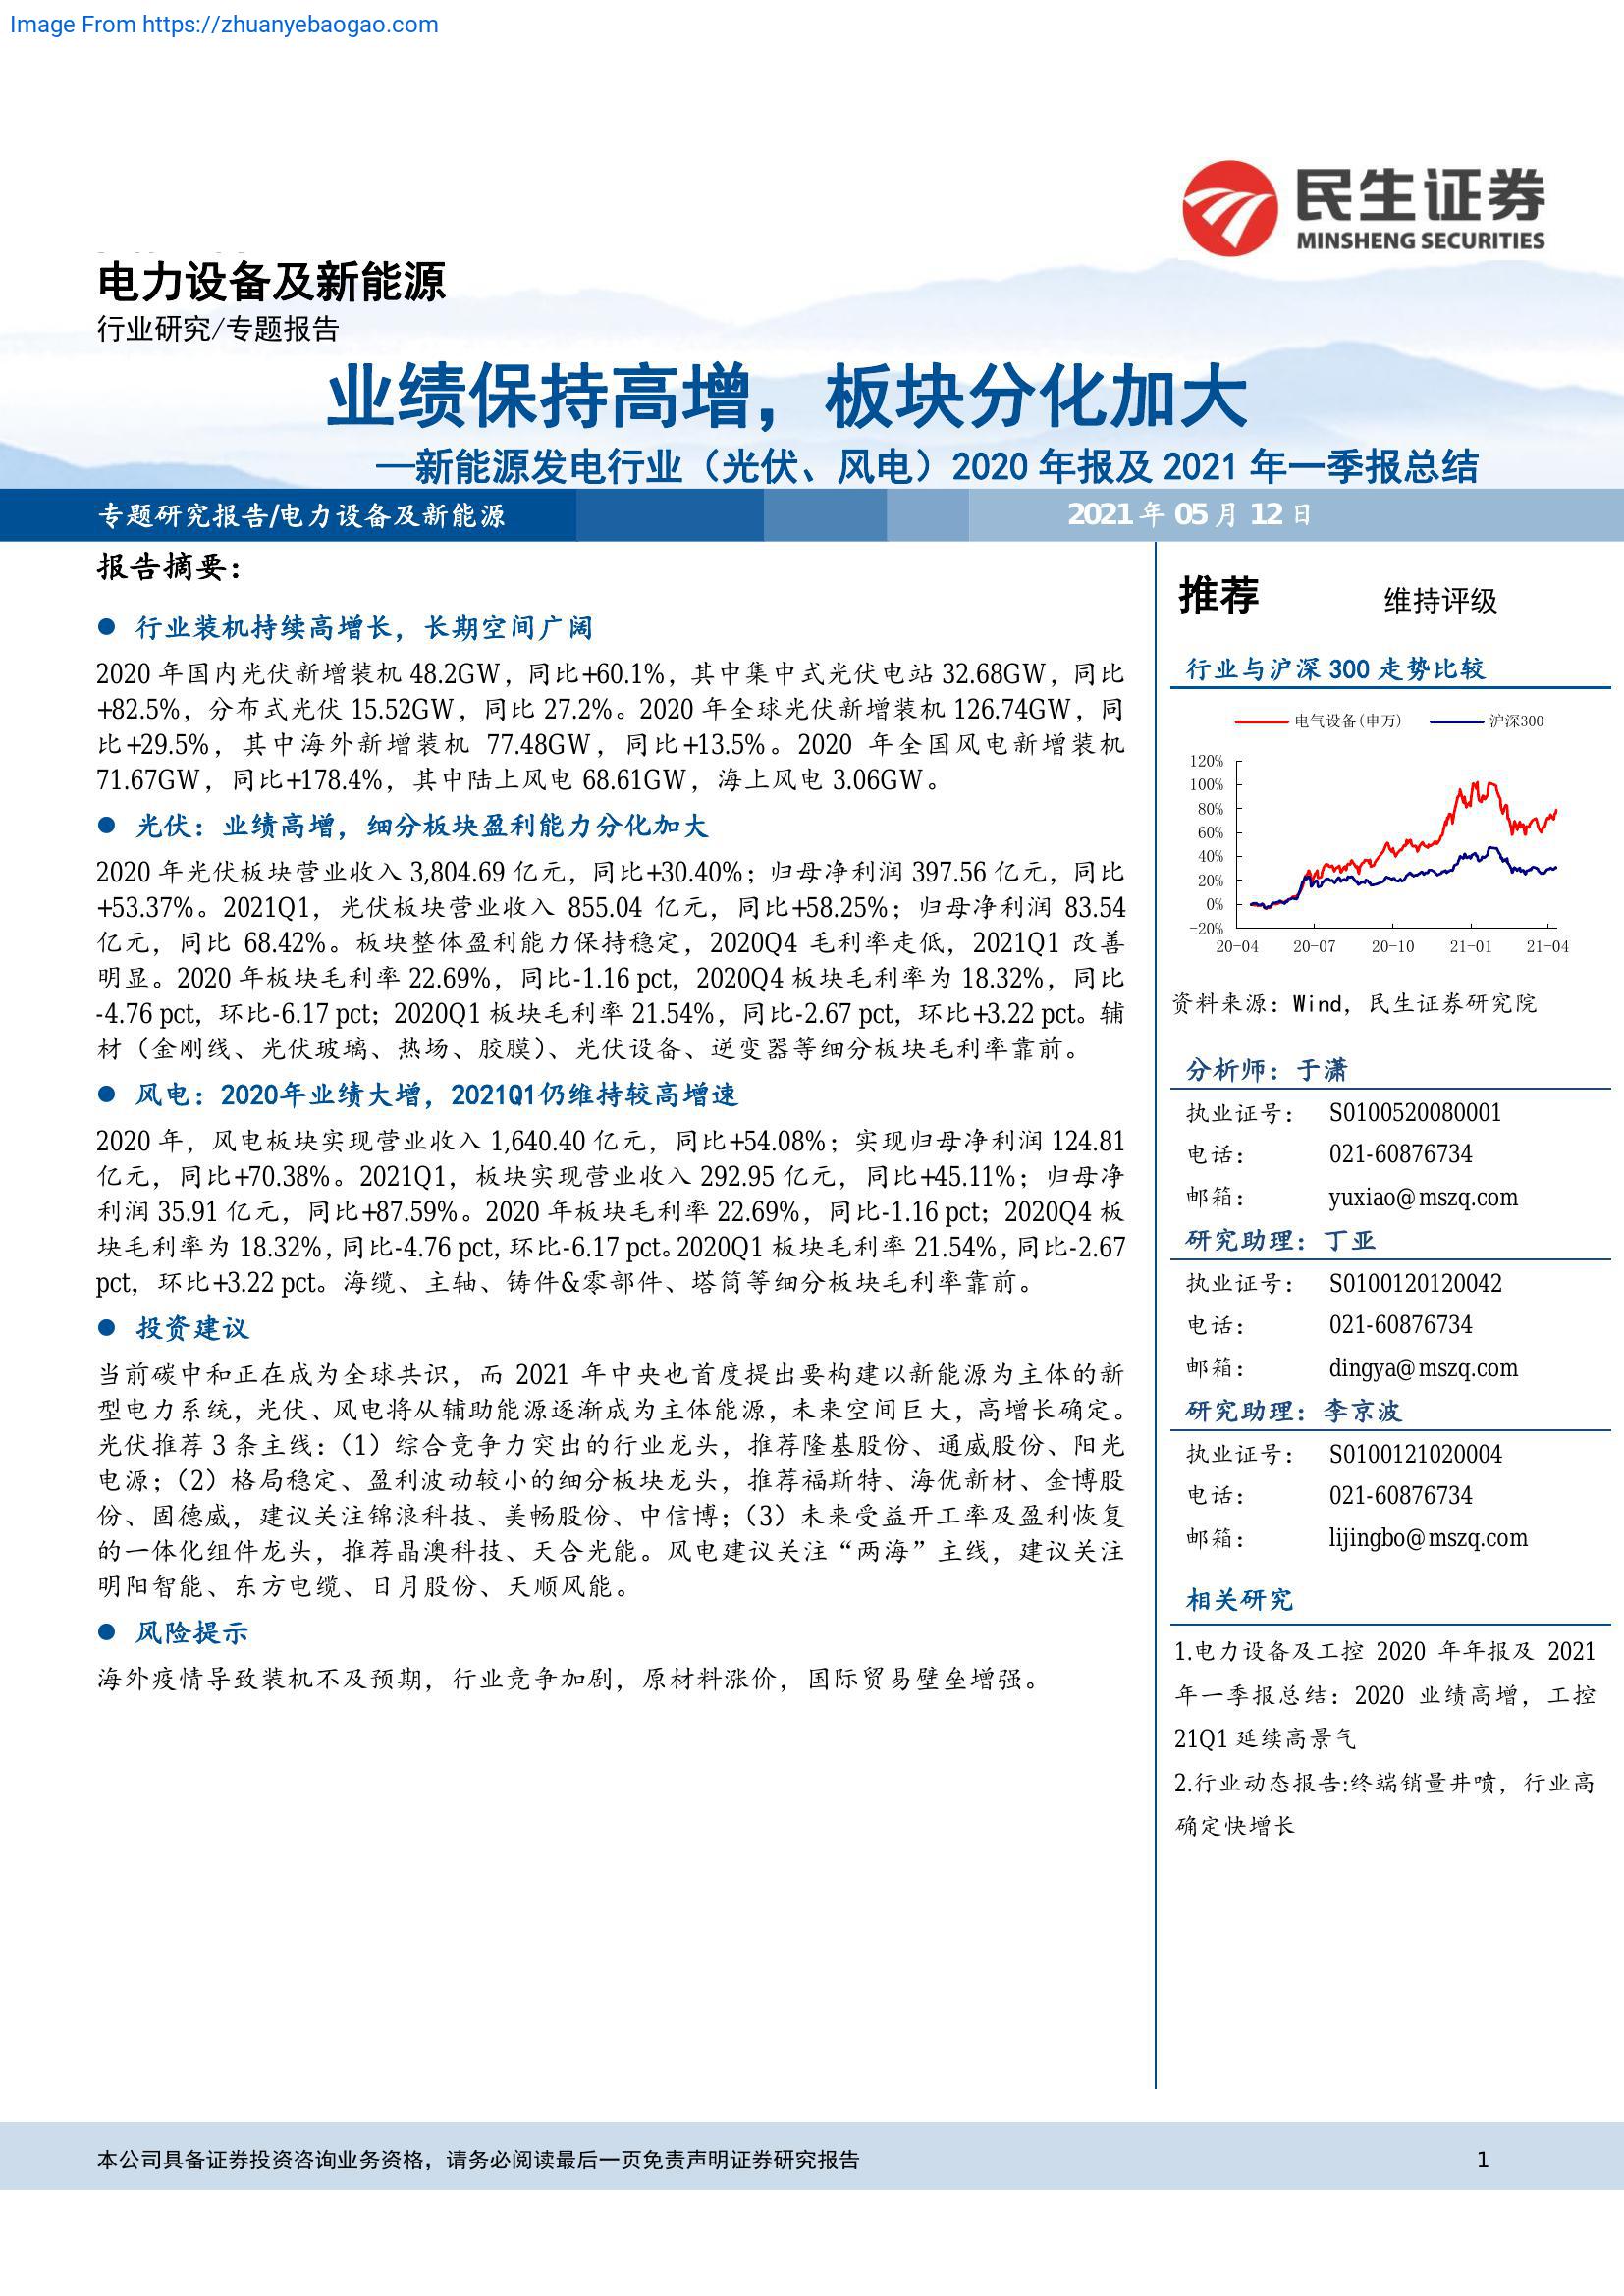 Image From https://zhuanyebaogao.com
民生证券
MINSHENG SECURITIES
电力设备及新能源
行业研究/专题报告
业绩保持高增，板块分化加大
—新能源发电行业（光伏、风电）2020 年报及 2021 年一季报总结
专题研究报告/电力设备及新能源
2021 年 05 月 12 日
报告摘要：
● 行业装机持续高增长，长期空间广阔
2020 年国内光伏新增装机 48.2GW，同比+60.1%，其中集中式光伏电站 32.68GW，同比
+82.5%，分布式光伏 15.52GW，同比 27.2%。2020 年全球光伏新增装机 126.74GW，同
比+29.5%，其中海外新增装机 77.48GW，同比+13.5%。2020 年全国风电新增装机
71.67GW，同比+178.4%，其中陆上风电 68.61GW，海上风电 3.06GW。
● 光伏：业绩高增，细分板块盈利能力分化加大
2020 年光伏板块营业收入 3,804.69 亿元，同比+30.40%；归母净利润 397.56 亿元，同比
+53.37%。2021Q1，光伏板块营业收入 855.04 亿元，同比+58.25%；归母净利润 83.54
亿元，同比 68.42%。板块整体盈利能力保持稳定，2020Q4 毛利率走低，2021Q1 改善
明显。2020 年板块毛利率 22.69%，同比-1.16 pct，2020Q4 板块毛利率为 18.32%，同比
-4.76 pct，环比-6.17 pct；2020Q1 板块毛利率 21.54%，同比-2.67 pct，环比+3.22 pct。辅
材（金刚线、光伏玻璃、热场、胶膜）、光伏设备、逆变器等细分板块毛利率靠前。
● 风电：2020年业绩大增，2021Q1仍维持较高增速
2020 年，风电板块实现营业收入 1,640.40 亿元，同比+54.08%；实现归母净利润 124.81
亿元，同比+70.38%。2021Q1，板块实现营业收入 292.95 亿元，同比+45.11%；归母净
利润 35.91 亿元，同比+87.59%。2020 年板块毛利率 22.69%，同比-1.16 pct；2020Q4 板
块毛利率为 18.32%，同比-4.76 pct，环比-6.17 pct。2020Q1 板块毛利率 21.54%，同比-2.67
pct，环比+3.22 pct。海缆、主轴、铸件&零部件、塔筒等细分板块毛利率靠前。
● 投资建议
当前碳中和正在成为全球共识，而 2021 年中央也首度提出要构建以新能源为主体的新
型电力系统，光伏、风电将从辅助能源逐渐成为主体能源，未来空间巨大，高增长确定。
光伏推荐 3 条主线：（1）综合竞争力突出的行业龙头，推荐隆基股份、通威股份、阳光
电源；（2）格局稳定、盈利波动较小的细分板块龙头，推荐福斯特、海优新材、金博股
份、固德威，建议关注锦浪科技、美畅股份、中信博；（3）未来受益开工率及盈利恢复
的一体化组件龙头，推荐晶澳科技、天合光能。风电建议关注“两海”主线，建议关注
明阳智能、东方电缆、日月股份、天顺风能。
● 风险提示
海外疫情导致装机不及预期，行业竞争加剧，原材料涨价，国际贸易壁垒增强。
推荐 维持评级
行业与沪深 300 走势比较
电气设备(申万) 沪深300
120%
100%
80%
60%
40%
20%
0%
-20%
20-04 20-07 20-10 21-01 21-04
资料来源：Wind，民生证券研究院
分析师：于潇
执业证号： S0100520080001
电话： 021-60876734
邮箱： yuxiao@mszq.com
研究助理：丁亚
执业证号： S0100120120042
电话： 021-60876734
邮箱： dingya@mszq.com
研究助理：李京波
执业证号： S0100121020004
电话： 021-60876734
邮箱： lijingbo@mszq.com
相关研究
1.电力设备及工控 2020 年年报及 2021
年一季报总结：2020 业绩高增，工控
21Q1 延续高景气
2.行业动态报告:终端销量井喷，行业高
确定快增长
本公司具备证券投资咨询业务资格，请务必阅读最后一页免责声明证券研究报告 1